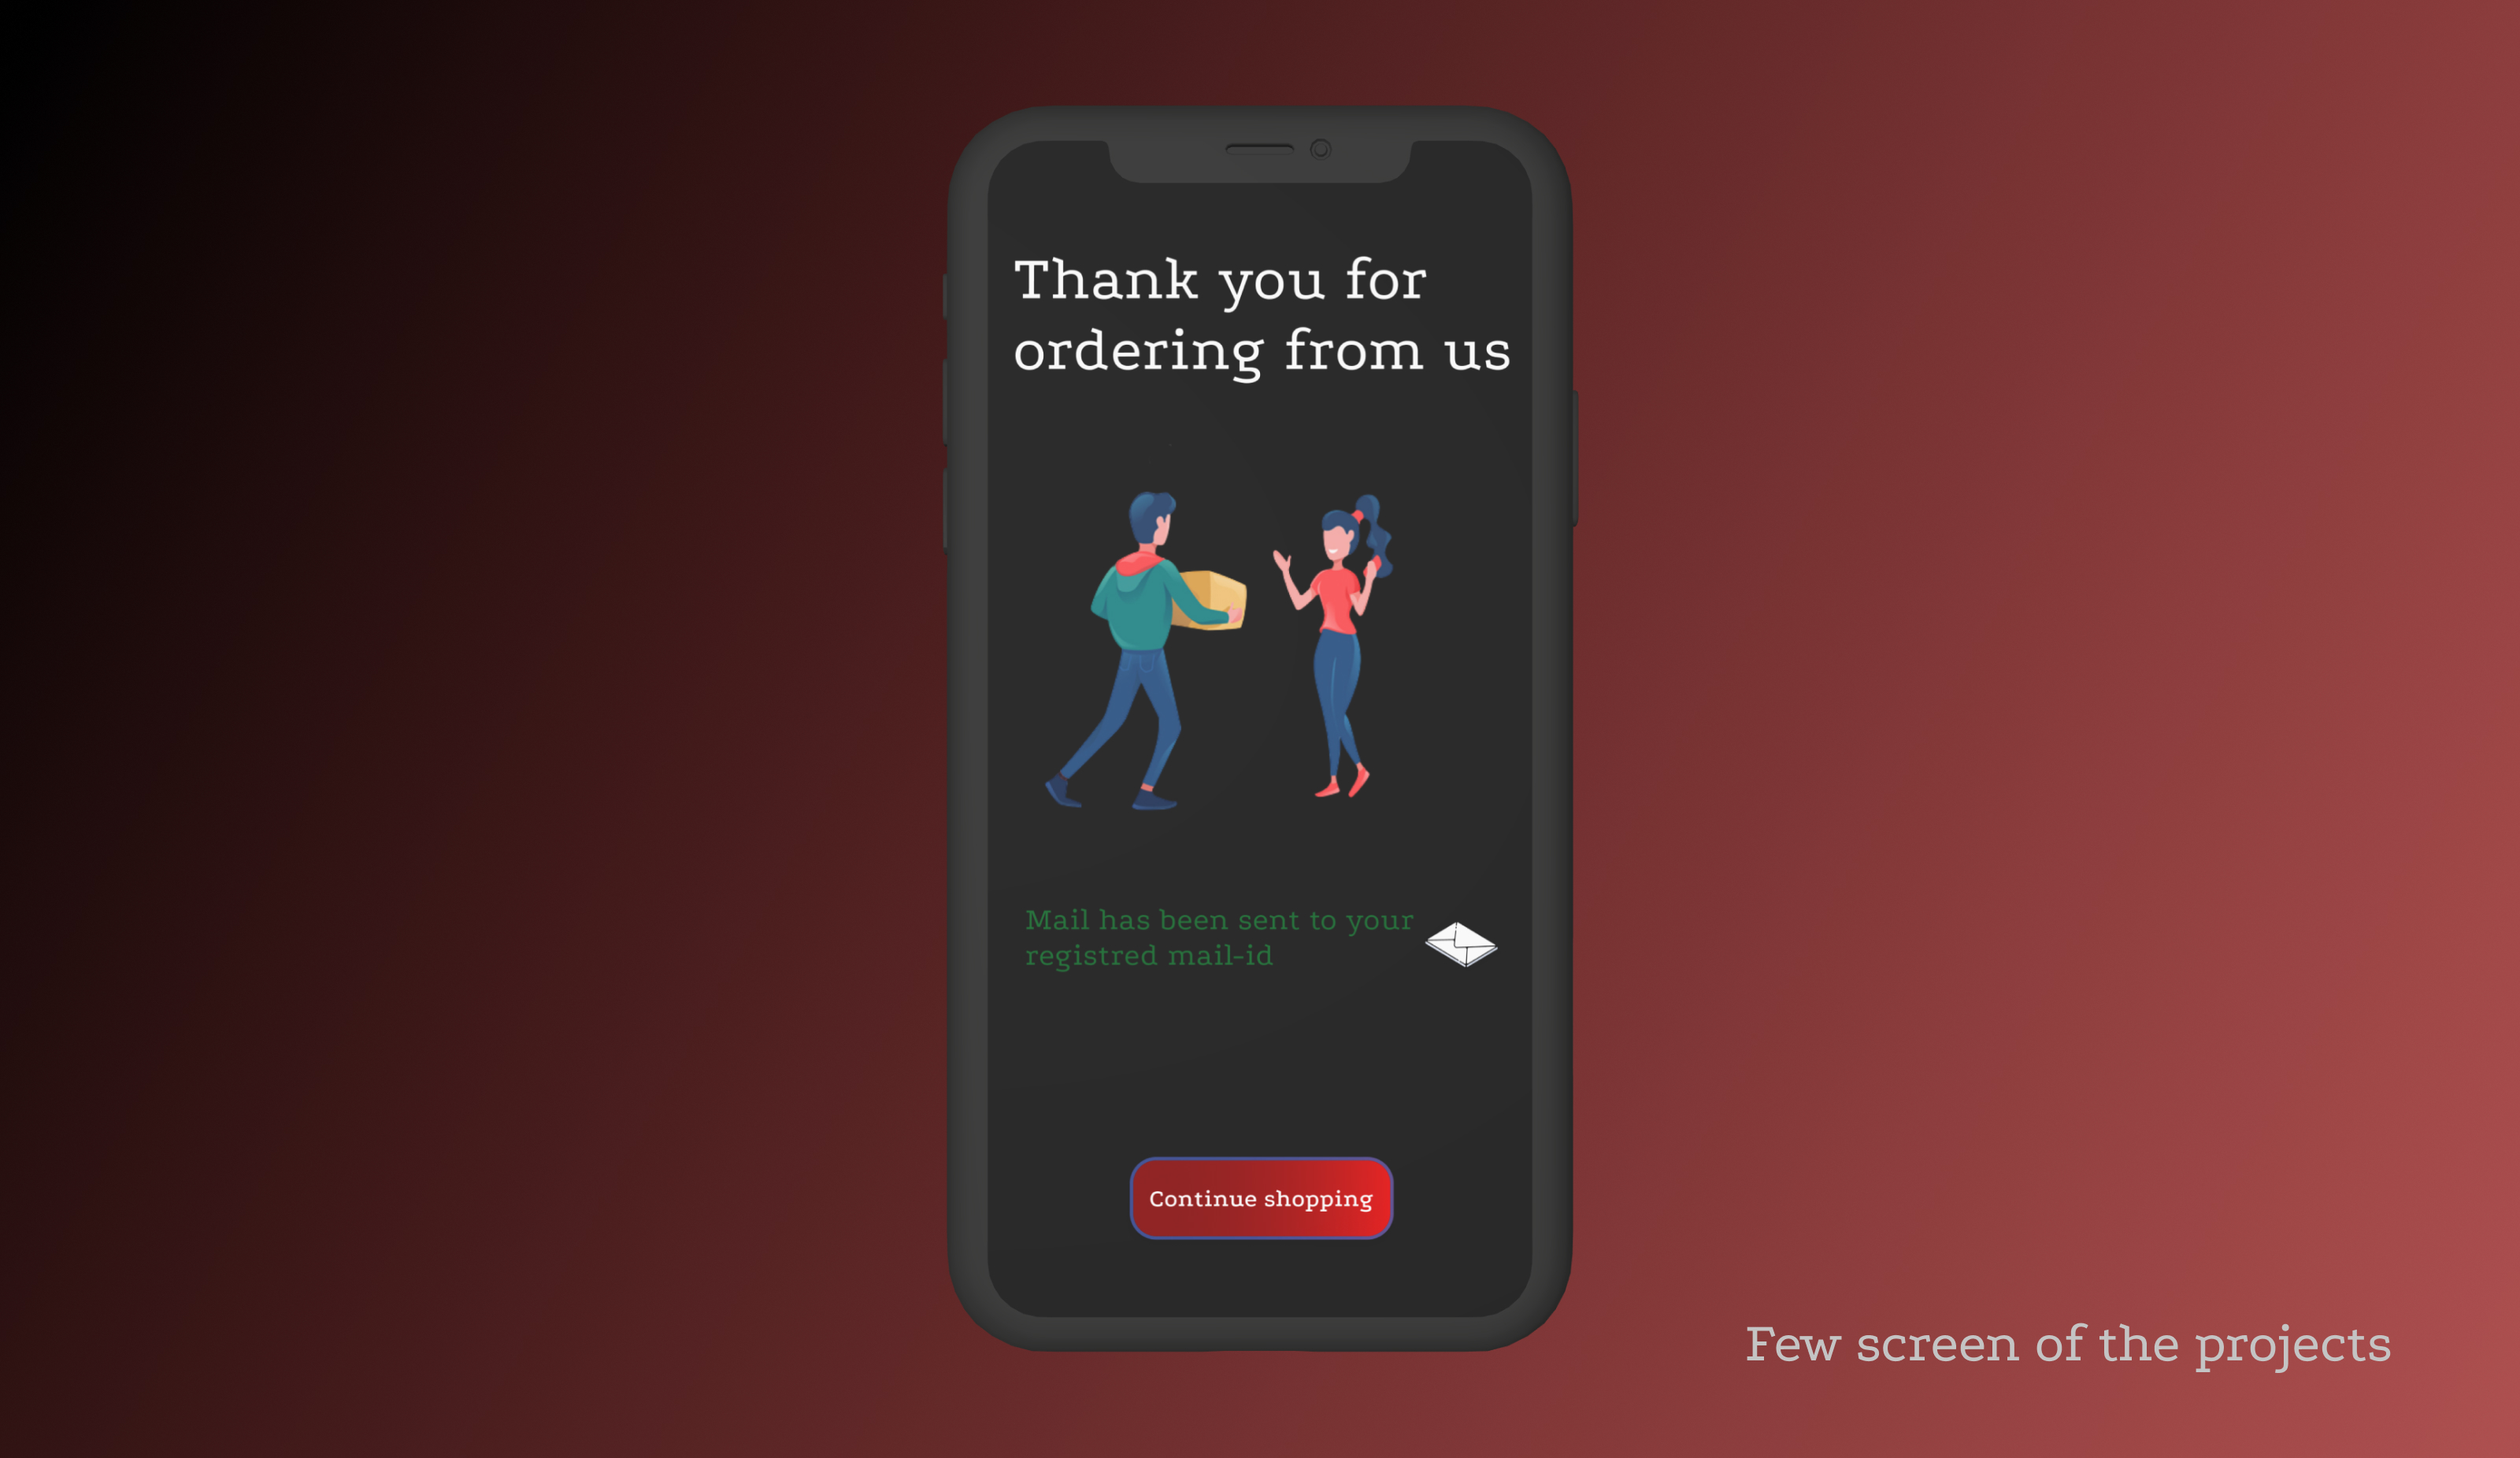 Thank you for
ordering from us
Mail has been sent to your
registred mail-id
Continue shopping
Few screen of the projects